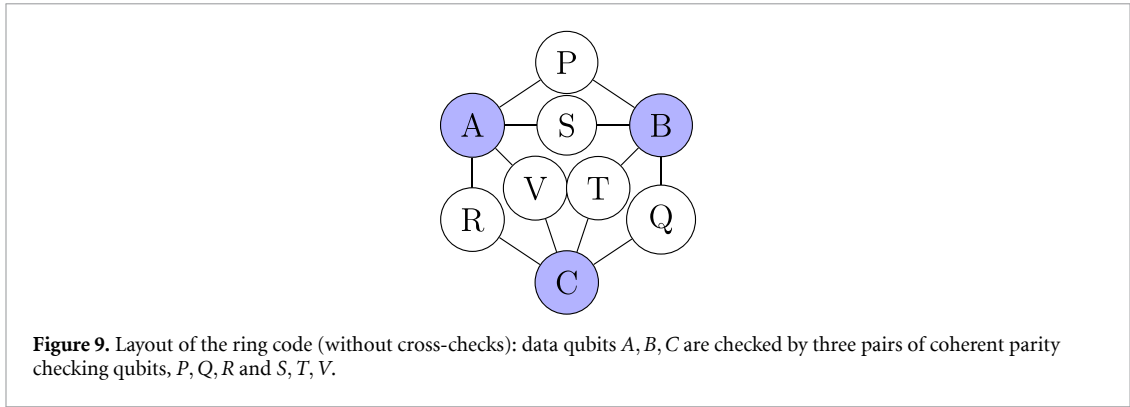 P
A S B
V T
R Q
C
Figure 9. Layout of the ring code (without cross-checks): data qubits A, B, C are checked by three pairs of coherent parity
checking qubits, P, Q, R and S, T, V.